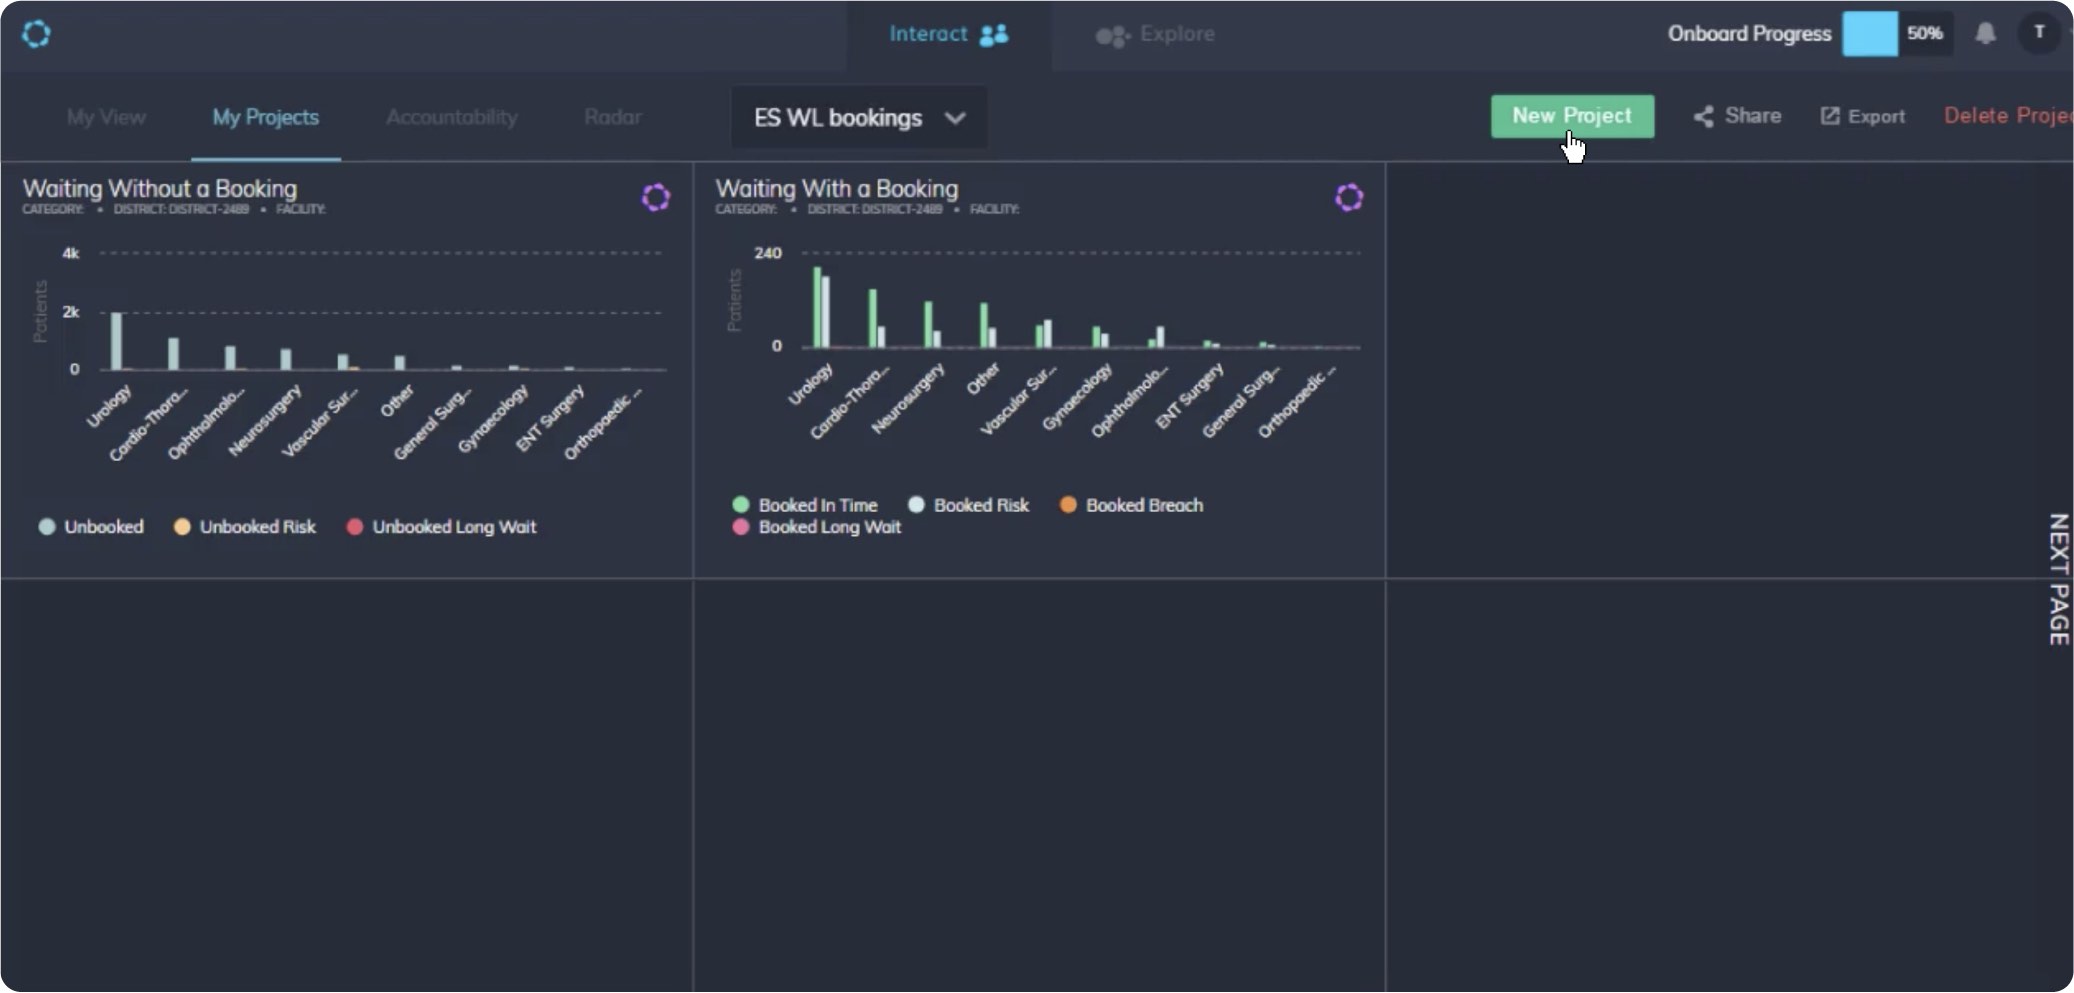 Interact
Explore
Onboard Progress
50%
T
My View
My Projects
Accountability
Radar
ES WL bookings
New Project
Share
Export
Delete Projec
Waiting Without a Booking
CATEGORY: • DISTRICT: DISTRICT-2489 • FACILITY:
Patients
4k
2k
0
Urology
Cardio-Thora...
Ophthalmolo...
Neurosurgery
Vascular Sur...
Other
General Surg...
Gynaecology
ENT Surgery
Orthopaedic ...
Unbooked
Unbooked Risk
Unbooked Long Wait
Waiting With a Booking
CATEGORY: • DISTRICT: DISTRICT-2489 • FACILITY:
Patients
240
0
Urology
Cardio-Thora...
Neurosurgery
Other
Vascular Sur...
Gynaecology
Ophthalmolo...
ENT Surgery
General Surg...
Orthopaedic ...
Booked In Time
Booked Risk
Booked Breach
Booked Long Wait
NEXT PAGE